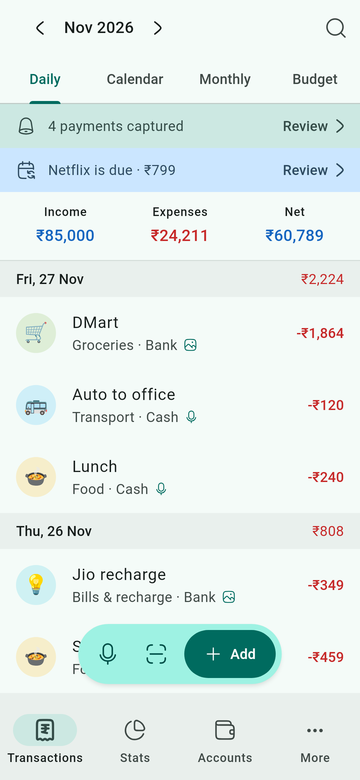 Nov 2026
Daily Calendar Monthly Budget
4 payments captured Review
Netflix is due · ₹799 Review
Income Expenses Net
₹85,000 ₹24,211 ₹60,789
Fri, 27 Nov ₹2,224
DMart
Groceries · Bank -₹1,864
Auto to office
Transport · Cash -₹120
Lunch
Food · Cash -₹240
Thu, 26 Nov ₹808
Jio recharge
Bills & recharge · Bank -₹349
-₹459
Add
Transactions Stats Accounts More